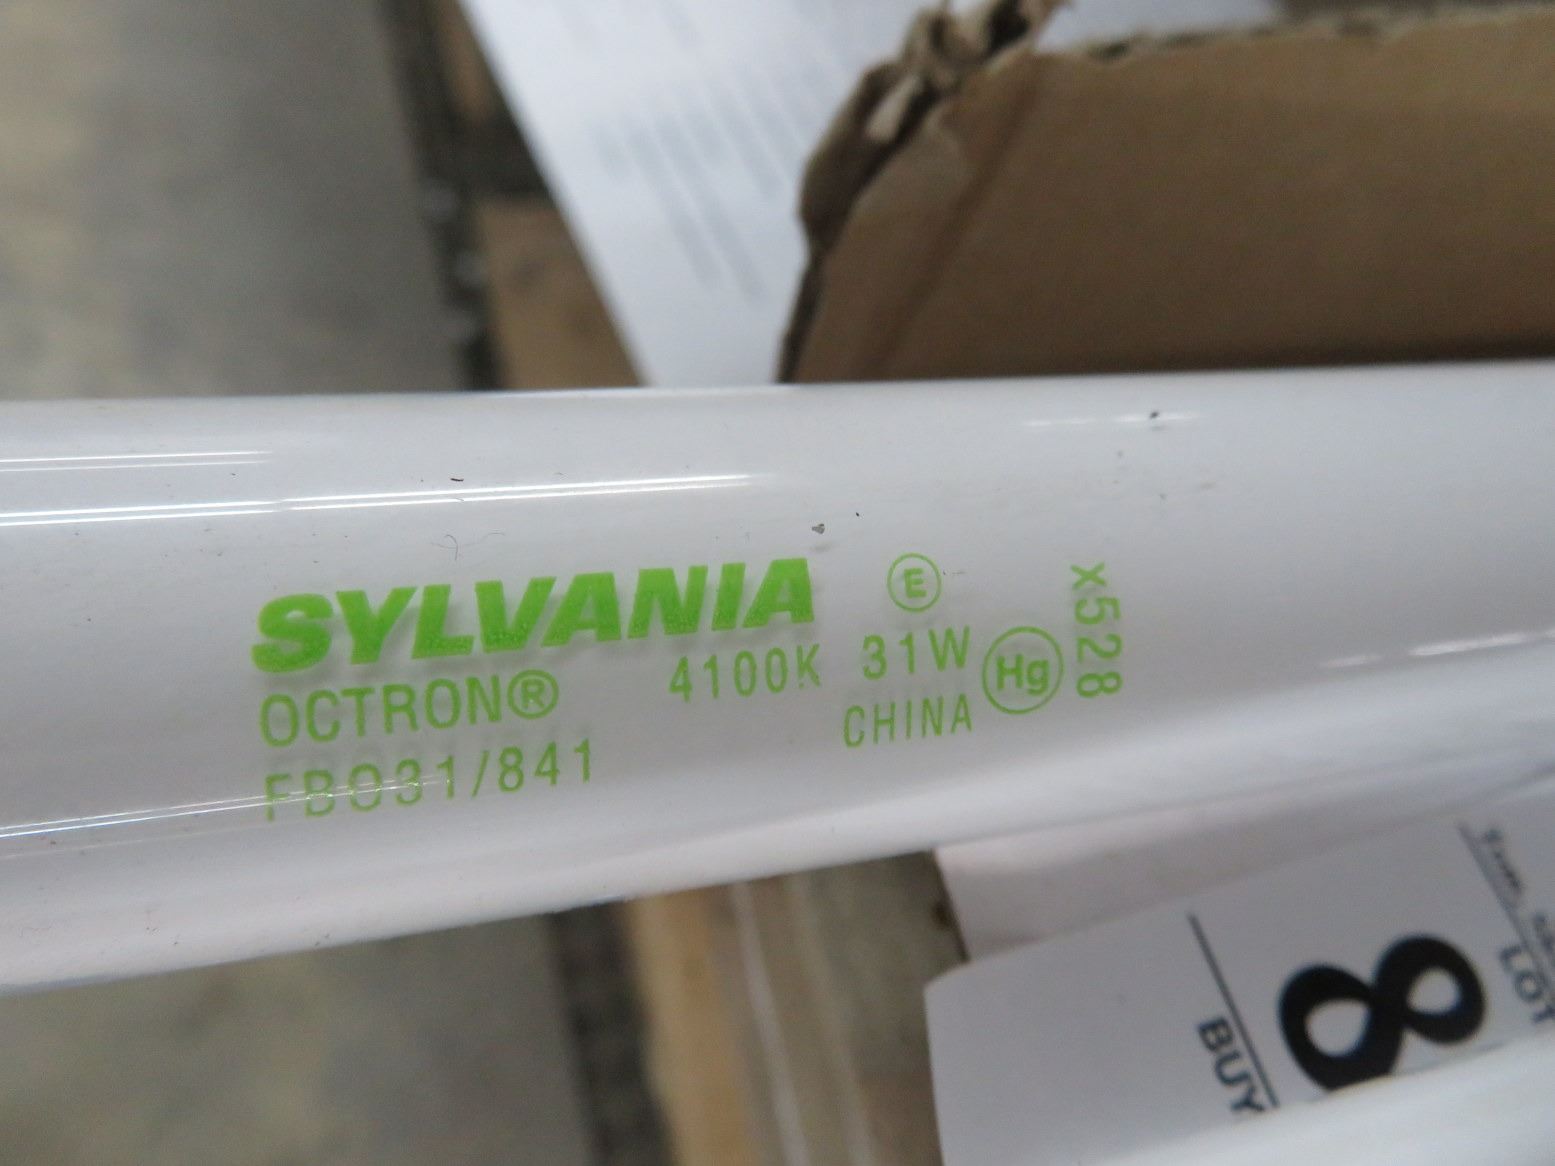 SYLVANIA
E
OCTRON® 4100K 31W Hg
FBO31/841 CHINA
X528
LOT
8
BUY